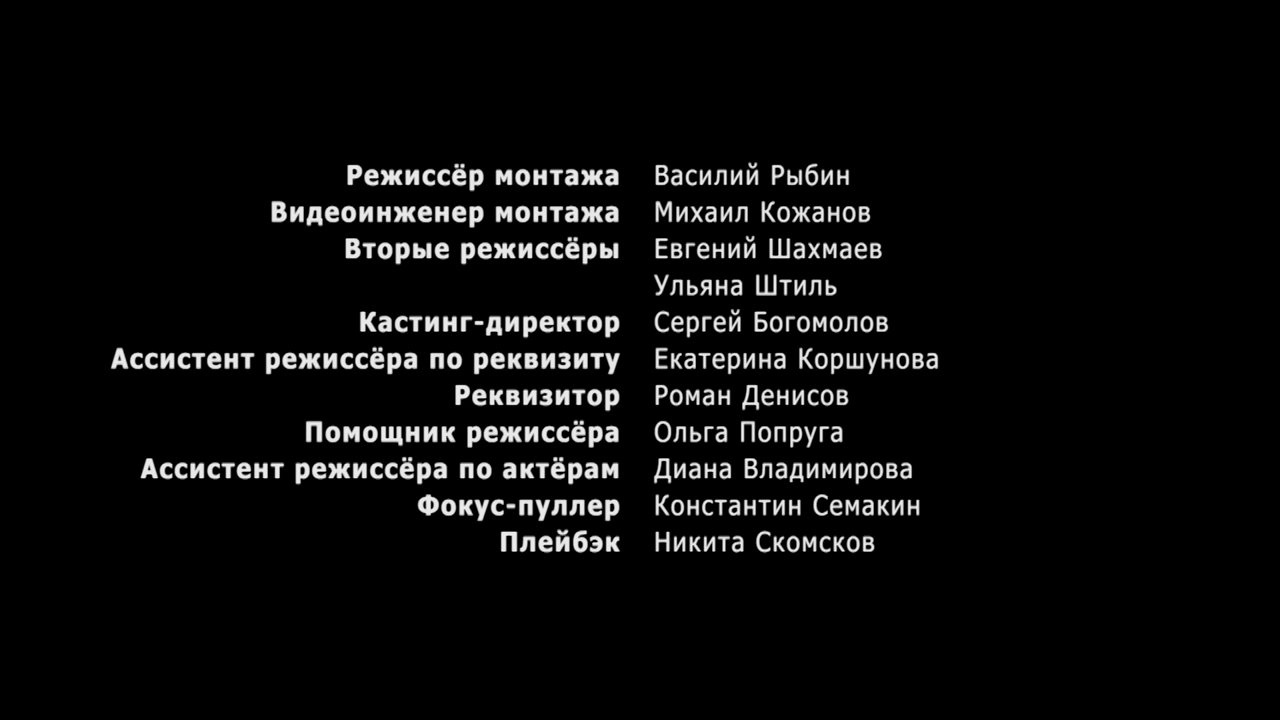 Режиссёр монтажа Василий Рыбин
Видеоинженер монтажа Михаил Кожанов
Вторые режиссёры Евгений Шахмаев
Ульяна Штиль
Кастинг-директор Сергей Богомолов
Ассистент режиссёра по реквизиту Екатерина Коршунова
Реквизитор Роман Денисов
Помощник режиссёра Ольга Попруга
Ассистент режиссёра по актёрам Диана Владимирова
Фокус-пуллер Константин Семакин
Плейбэк Никита Скомсков